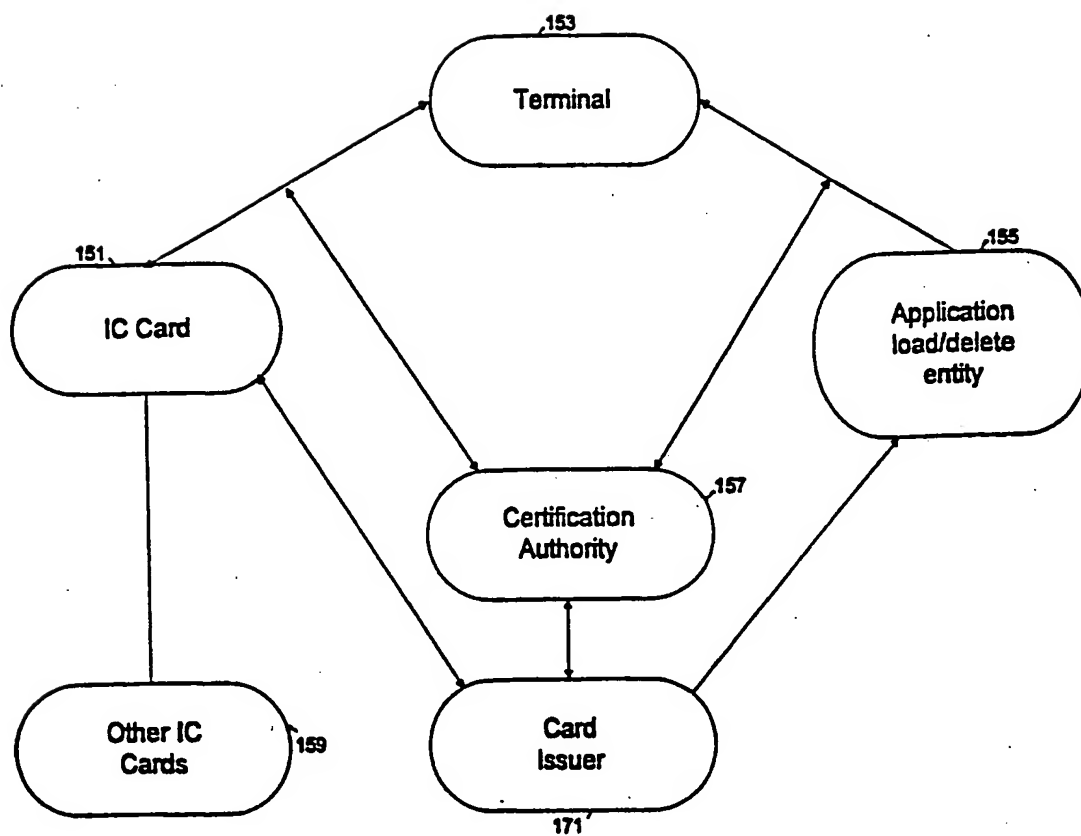 153
Terminal
151
IC Card
155
Application
load/delete
entity
157
Certification
Authority
Other IC
Cards
159
Card
Issuer
171